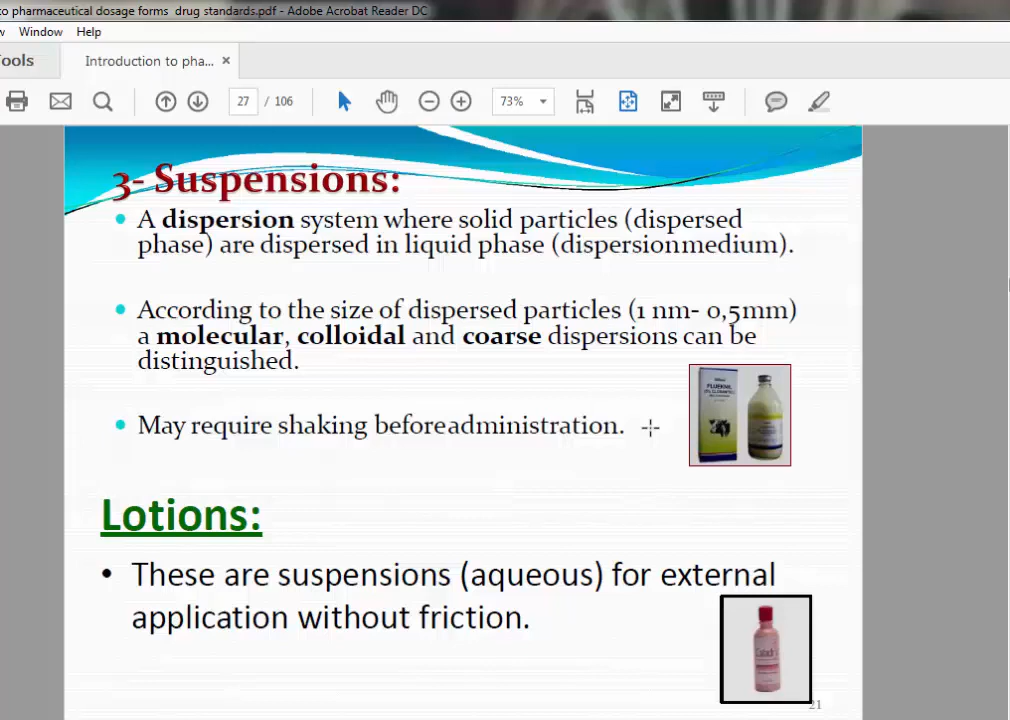 to pharmaceutical dosage forms drug standards.pdf - Adobe Acrobat Reader DC
w Window Help
ools
Introduction to pha... ×
27 / 106
73%
3- Suspensions:
• A dispersion system where solid particles (dispersed
phase) are dispersed in liquid phase (dispersionmedium).
• According to the size of dispersed particles (1 nm- 0,5mm)
a molecular, colloidal and coarse dispersions can be
distinguished.
• May require shaking beforeadministration.
Lotions:
• These are suspensions (aqueous) for external
application without friction.
21